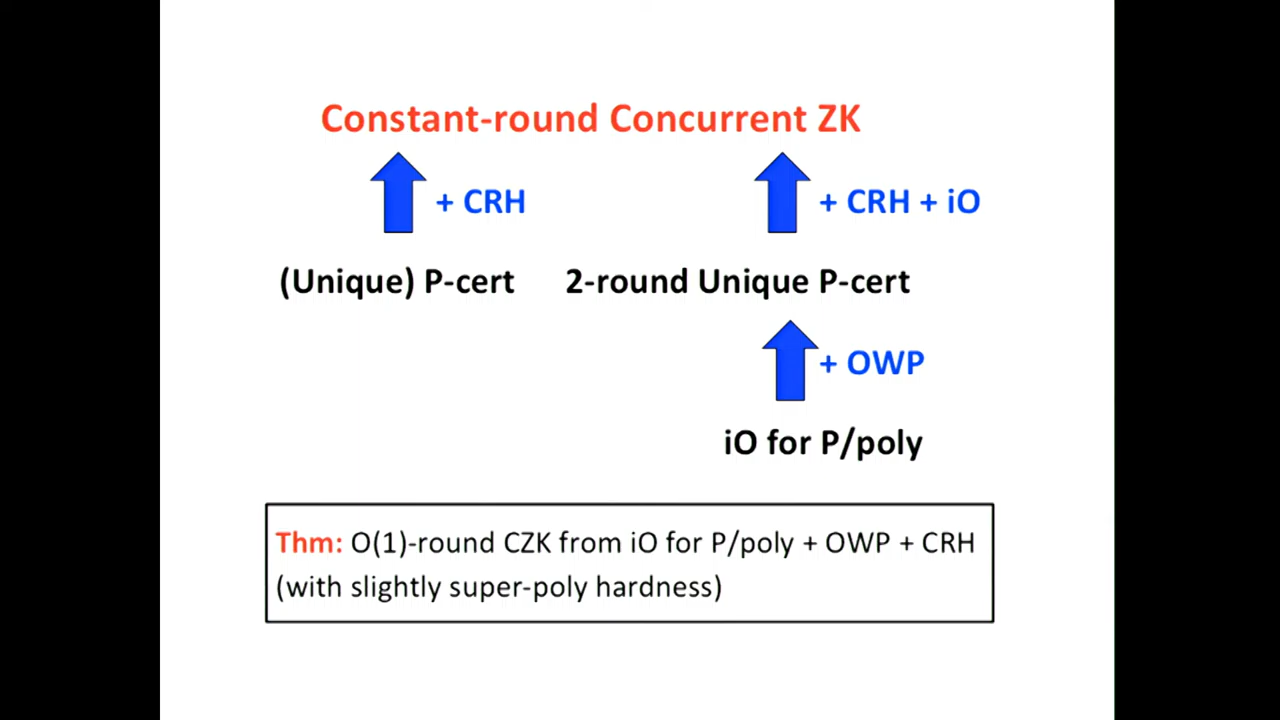 Constant-round Concurrent ZK
+ CRH
+ CRH + iO
(Unique) P-cert
2-round Unique P-cert
+ OWP
iO for P/poly
Thm: O(1)-round CZK from iO for P/poly + OWP + CRH
(with slightly super-poly hardness)